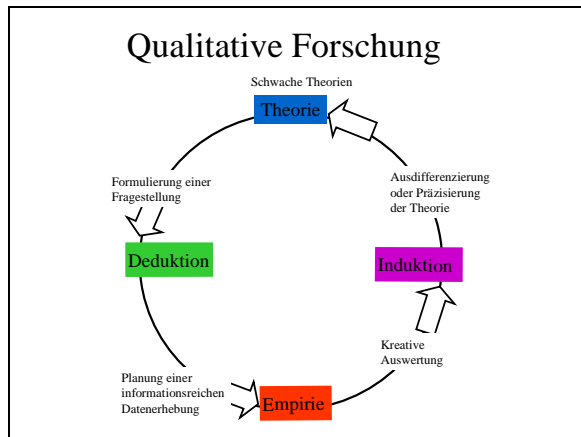 Qualitative Forschung
Schwache Theorien
Theorie
Formulierung einer
Fragestellung
Ausdifferenzierung
oder Präzisierung
der Theorie
Deduktion
Induktion
Kreative
Auswertung
Planung einer
informationsreichen
Datenerhebung
Empirie